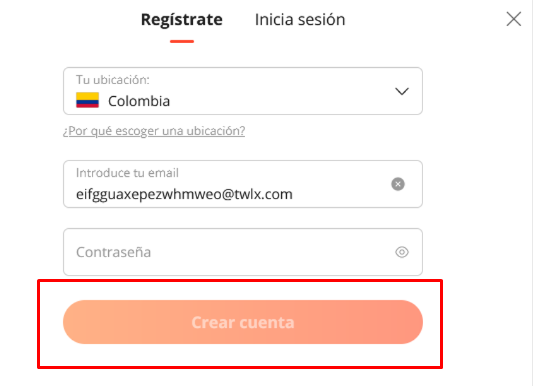 Regístrate Inicia sesión
Tu ubicación:
Colombia
¿Por qué escoger una ubicación?
Introduce tu email
eifgguaxepezwhmweo@twlx.com
Contraseña
Crear cuenta